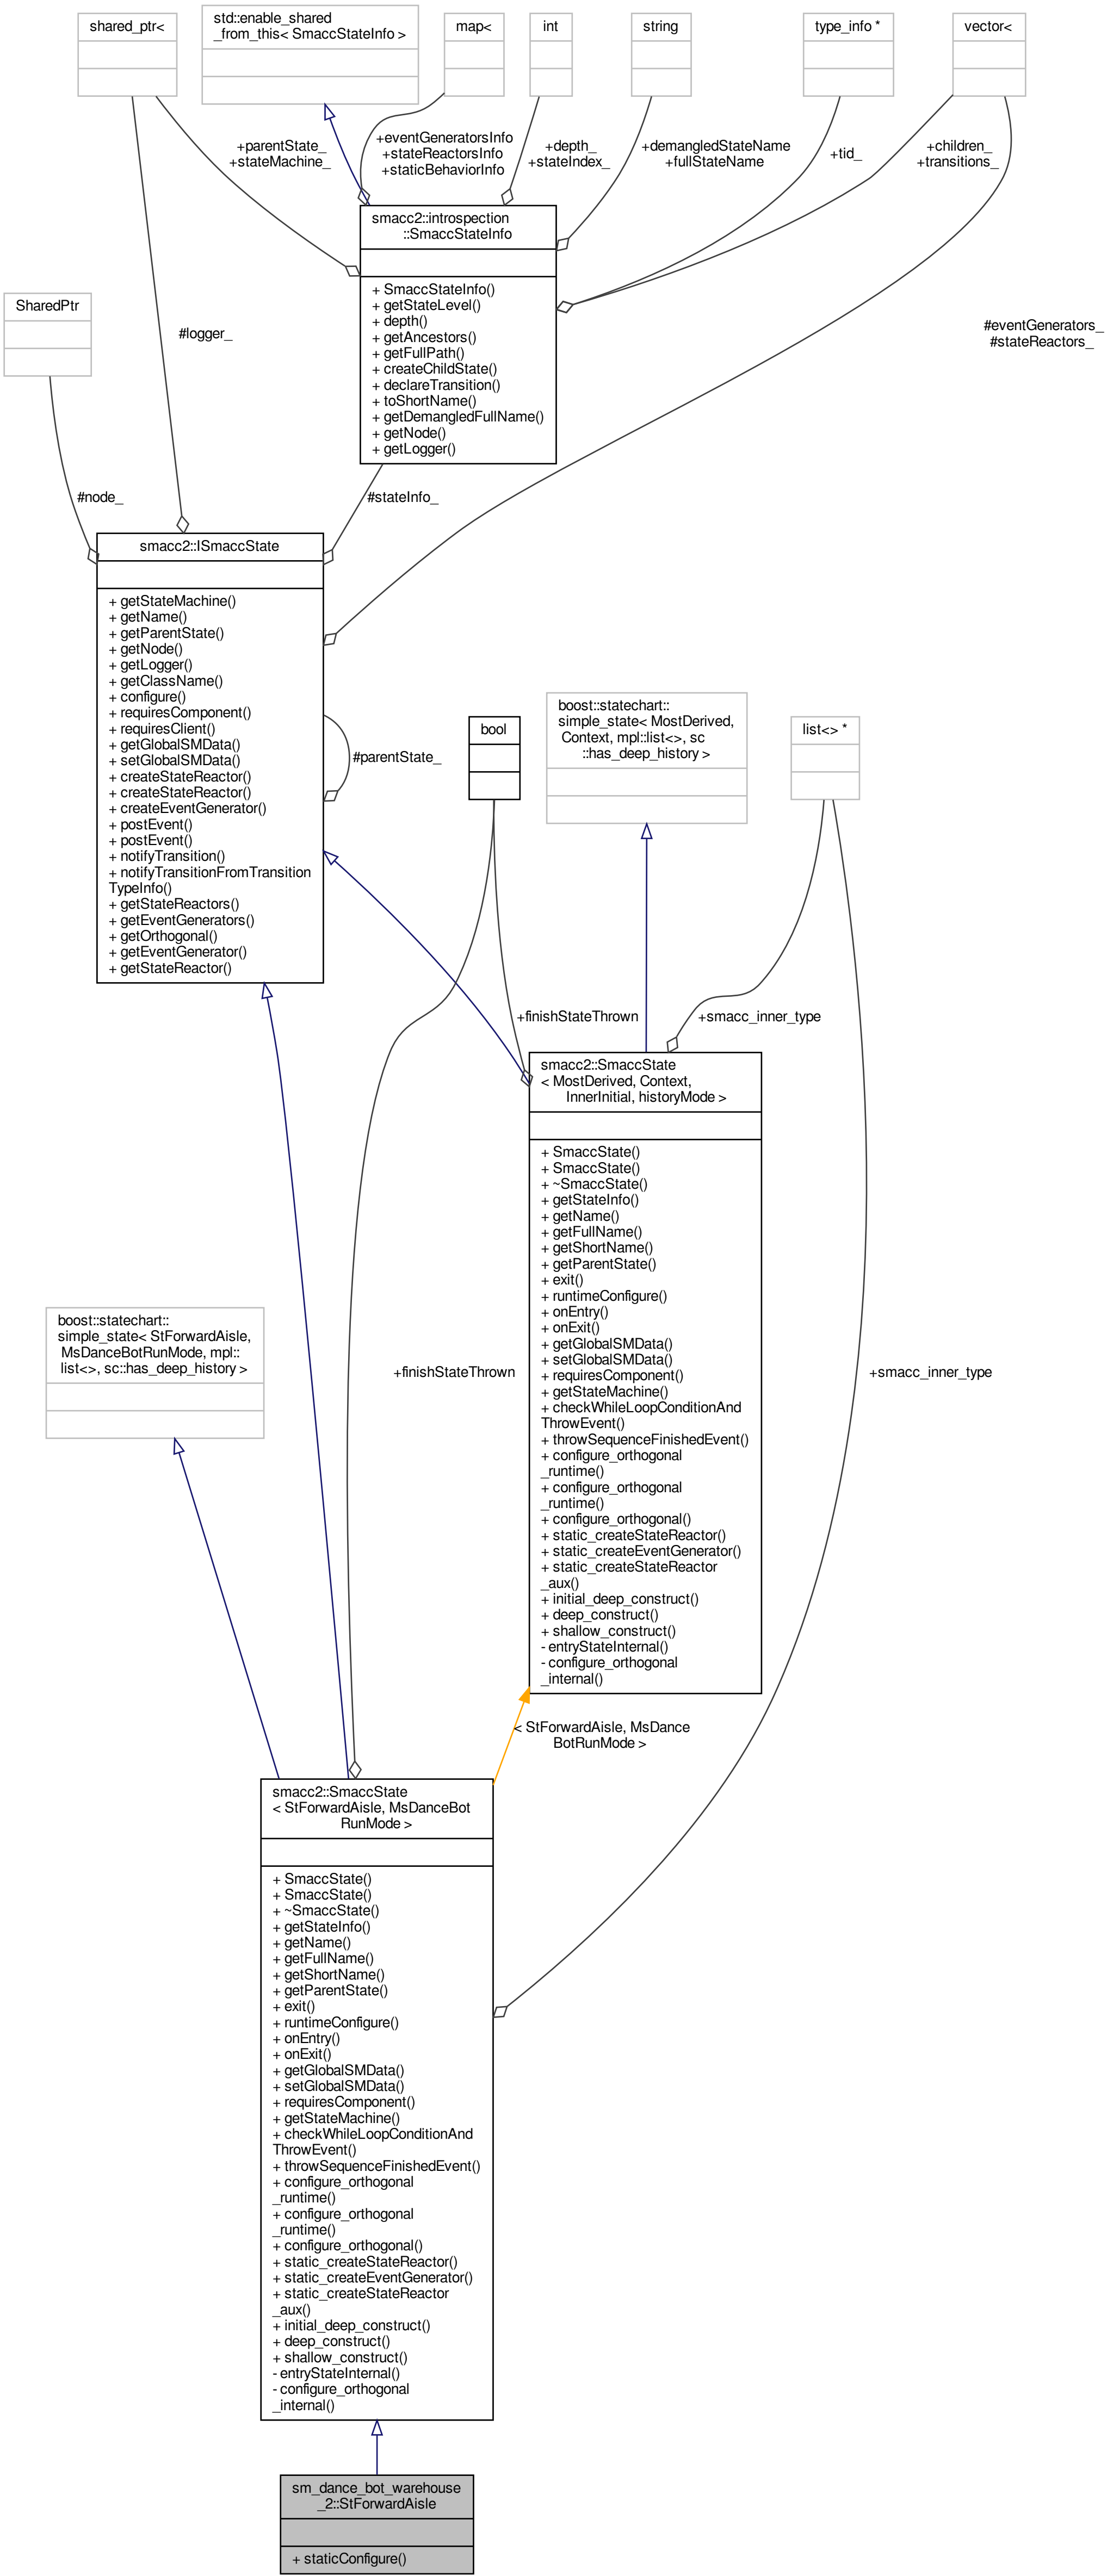 shared_ptr<
std::enable_shared
_from_this< SmaccStateInfo >
map<
int
string
type_info *
vector<
+parentState_
+stateMachine_
+eventGeneratorsInfo
+stateReactorsInfo
+staticBehaviorInfo
+depth_
+stateIndex_
+demangledStateName
+fullStateName
+tid_
+children_
+transitions_
smacc2::introspection
::SmaccStateInfo
+ SmaccStateInfo()
+ getStateLevel()
+ depth()
+ getAncestors()
+ getFullPath()
+ createChildState()
+ declareTransition()
+ toShortName()
+ getDemangledFullName()
+ getNode()
+ getLogger()
SharedPtr
#logger_
#eventGenerators_
#stateReactors_
#node_
#stateInfo_
smacc2::ISmaccState
+ getStateMachine()
+ getName()
+ getParentState()
+ getNode()
+ getLogger()
+ getClassName()
+ configure()
+ requiresComponent()
+ requiresClient()
+ getGlobalSMData()
+ setGlobalSMData()
+ createStateReactor()
+ createStateReactor()
+ createEventGenerator()
+ postEvent()
+ postEvent()
+ notifyTransition()
+ notifyTransitionFromTransition
TypeInfo()
+ getStateReactors()
+ getEventGenerators()
+ getOrthogonal()
+ getEventGenerator()
+ getStateReactor()
#parentState_
bool
boost::statechart::
simple_state< MostDerived,
Context, mpl::list<>, sc
::has_deep_history >
list<> *
+finishStateThrown
+smacc_inner_type
smacc2::SmaccState
< MostDerived, Context,
InnerInitial, historyMode >
+ SmaccState()
+ SmaccState()
+ ~SmaccState()
+ getStateInfo()
+ getName()
+ getFullName()
+ getShortName()
+ getParentState()
+ exit()
+ runtimeConfigure()
+ onEntry()
+ onExit()
+ getGlobalSMData()
+ setGlobalSMData()
+ requiresComponent()
+ getStateMachine()
+ checkWhileLoopConditionAnd
ThrowEvent()
+ throwSequenceFinishedEvent()
+ configure_orthogonal
_runtime()
+ configure_orthogonal
_runtime()
+ configure_orthogonal()
+ static_createStateReactor()
+ static_createEventGenerator()
+ static_createStateReactor
_aux()
+ initial_deep_construct()
+ deep_construct()
+ shallow_construct()
- entryStateInternal()
- configure_orthogonal
_internal()
boost::statechart::
simple_state< StForwardAisle,
MsDanceBotRunMode, mpl::
list<>, sc::has_deep_history >
+finishStateThrown
+smacc_inner_type
< StForwardAisle, MsDance
BotRunMode >
smacc2::SmaccState
< StForwardAisle, MsDanceBot
RunMode >
+ SmaccState()
+ SmaccState()
+ ~SmaccState()
+ getStateInfo()
+ getName()
+ getFullName()
+ getShortName()
+ getParentState()
+ exit()
+ runtimeConfigure()
+ onEntry()
+ onExit()
+ getGlobalSMData()
+ setGlobalSMData()
+ requiresComponent()
+ getStateMachine()
+ checkWhileLoopConditionAnd
ThrowEvent()
+ throwSequenceFinishedEvent()
+ configure_orthogonal
_runtime()
+ configure_orthogonal
_runtime()
+ configure_orthogonal()
+ static_createStateReactor()
+ static_createEventGenerator()
+ static_createStateReactor
_aux()
+ initial_deep_construct()
+ deep_construct()
+ shallow_construct()
- entryStateInternal()
- configure_orthogonal
_internal()
sm_dance_bot_warehouse
_2::StForwardAisle
+ staticConfigure()